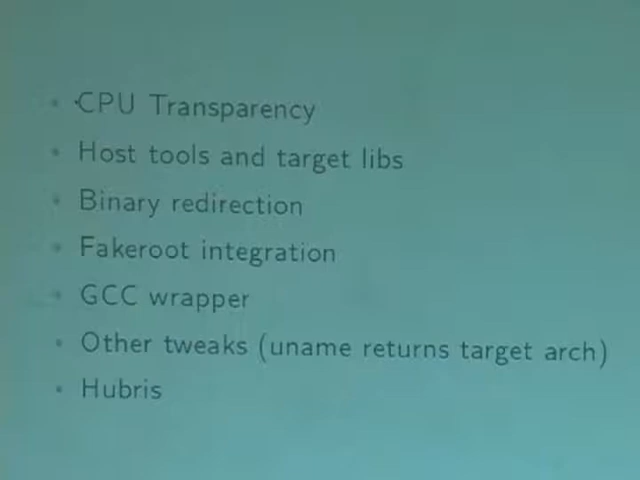 • CPU Transparency
• Host tools and target libs
• Binary redirection
• Fakeroot integration
• GCC wrapper
• Other tweaks (uname returns target arch)
• Hubris